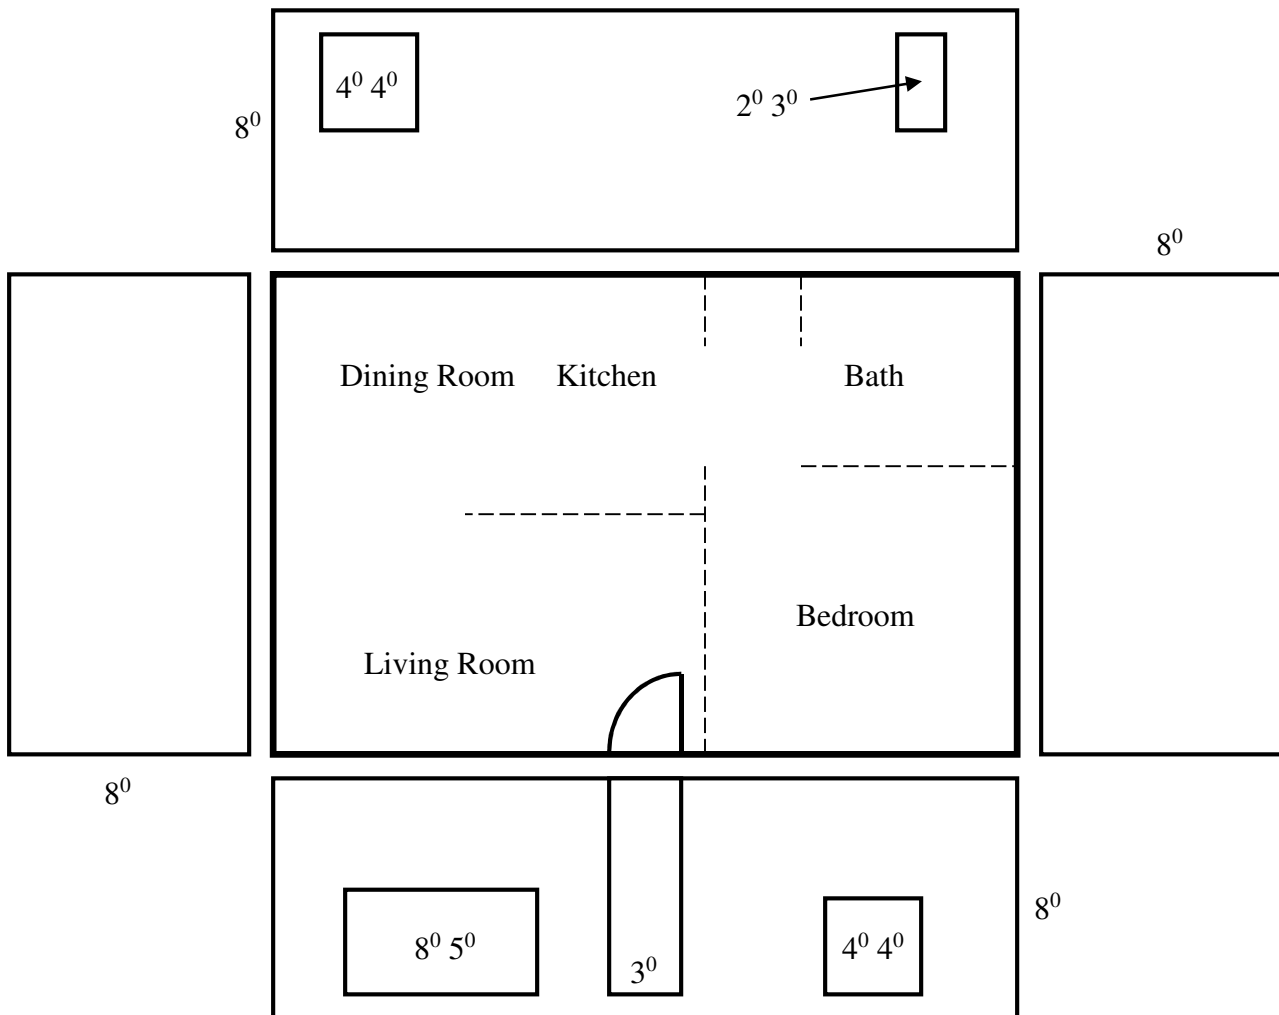 4⁰ 4⁰
2⁰ 3⁰
8⁰
8⁰
Dining Room
Kitchen
Bath
Bedroom
Living Room
8⁰
8⁰
8⁰ 5⁰
3⁰
4⁰ 4⁰